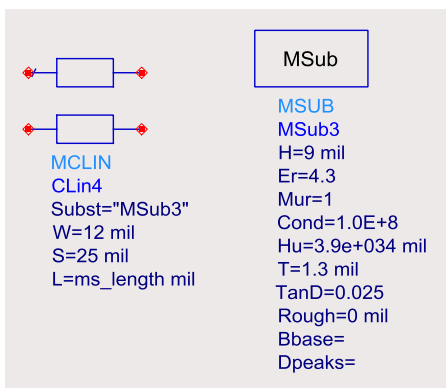 MSub
MCLIN
CLin4
Subst="MSub3"
W=12 mil
S=25 mil
L=ms_length mil
MSUB
MSub3
H=9 mil
Er=4.3
Mur=1
Cond=1.0E+8
Hu=3.9e+034 mil
T=1.3 mil
TanD=0.025
Rough=0 mil
Bbase=
Dpeaks=